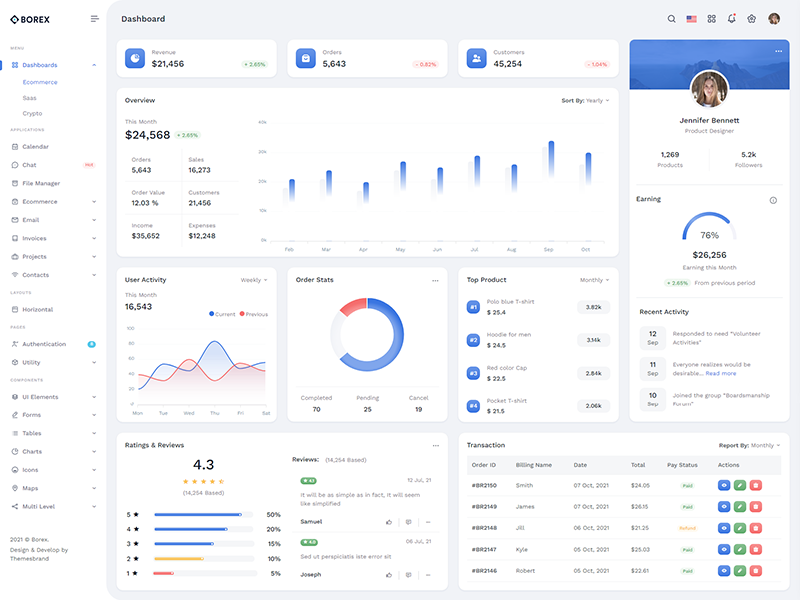 BOREX
MENU
Dashboards
Ecommerce
Saas
Crypto
APPLICATIONS
Calendar
Chat
Hot
File Manager
Ecommerce
Email
Invoices
Projects
Contacts
LAYOUTS
Horizontal
PAGES
Authentication
Utility
COMPONENTS
UI Elements
Forms
Tables
Charts
Icons
Maps
Multi Level
2021 © Borex.
Design & Develop by
Themesbrand
Dashboard
Revenue
$21,456
+ 2.65%
Orders
5,643
- 0.82%
Customers
45,254
- 1.04%
Overview
Sort By: Yearly
This Month
$24,568 + 2.65%
Orders Sales
5,643 16,273
Order Value Customers
12.03 % 21,456
Income Expenses
$35,652 $12,248
20k
10k
0k
Feb Mar Apr May Jun Jul Aug Sep Oct
Jennifer Bennett
Product Designer
1,269 5.2k
Products Followers
Earning
76%
$26,256
Earning this Month
+ 2.65% From previous period
Recent Activity
12 Sep
Responded to need "Volunteer
Activities"
11 Sep
Everyone realizes would be
desirable... Read more
10 Sep
Joined the group "Boardsmanship
Forum"
User Activity
Weekly
This Month
16,543
Current Previous
100
80
60
40
20
0
Mon Tue Wed Thu Fri Sat
Order Stats
Completed Pending Cancel
70 25 19
Top Product
Monthly
#1 Polo blue T-shirt
$ 25.4
3.82k
#2 Hoodie for men
$ 24.5
3.14k
#3 Red color Cap
$ 22.5
2.84k
#4 Pocket T-shirt
$ 21.5
2.06k
Ratings & Reviews
4.3
(14,254 Based)
5 50%
4 20%
3 15%
2 10%
1 5%
Reviews: (14,254 Based)
12 Jul, 21
It will be as simple as in fact, it will seem
like simplified
Samuel
06 Jul, 21
Sed ut perspiciatis iste error sit
Joseph
Transaction
Report By: Monthly
Order ID Billing Name Date Total Pay Status Actions
#BR2150 Smith 07 Oct, 2021 $24.05 Paid
#BR2149 James 07 Oct, 2021 $26.15 Paid
#BR2148 Jill 06 Oct, 2021 $21.25 Refund
#BR2147 Kyle 05 Oct, 2021 $25.03 Paid
#BR2146 Robert 05 Oct, 2021 $22.61 Paid